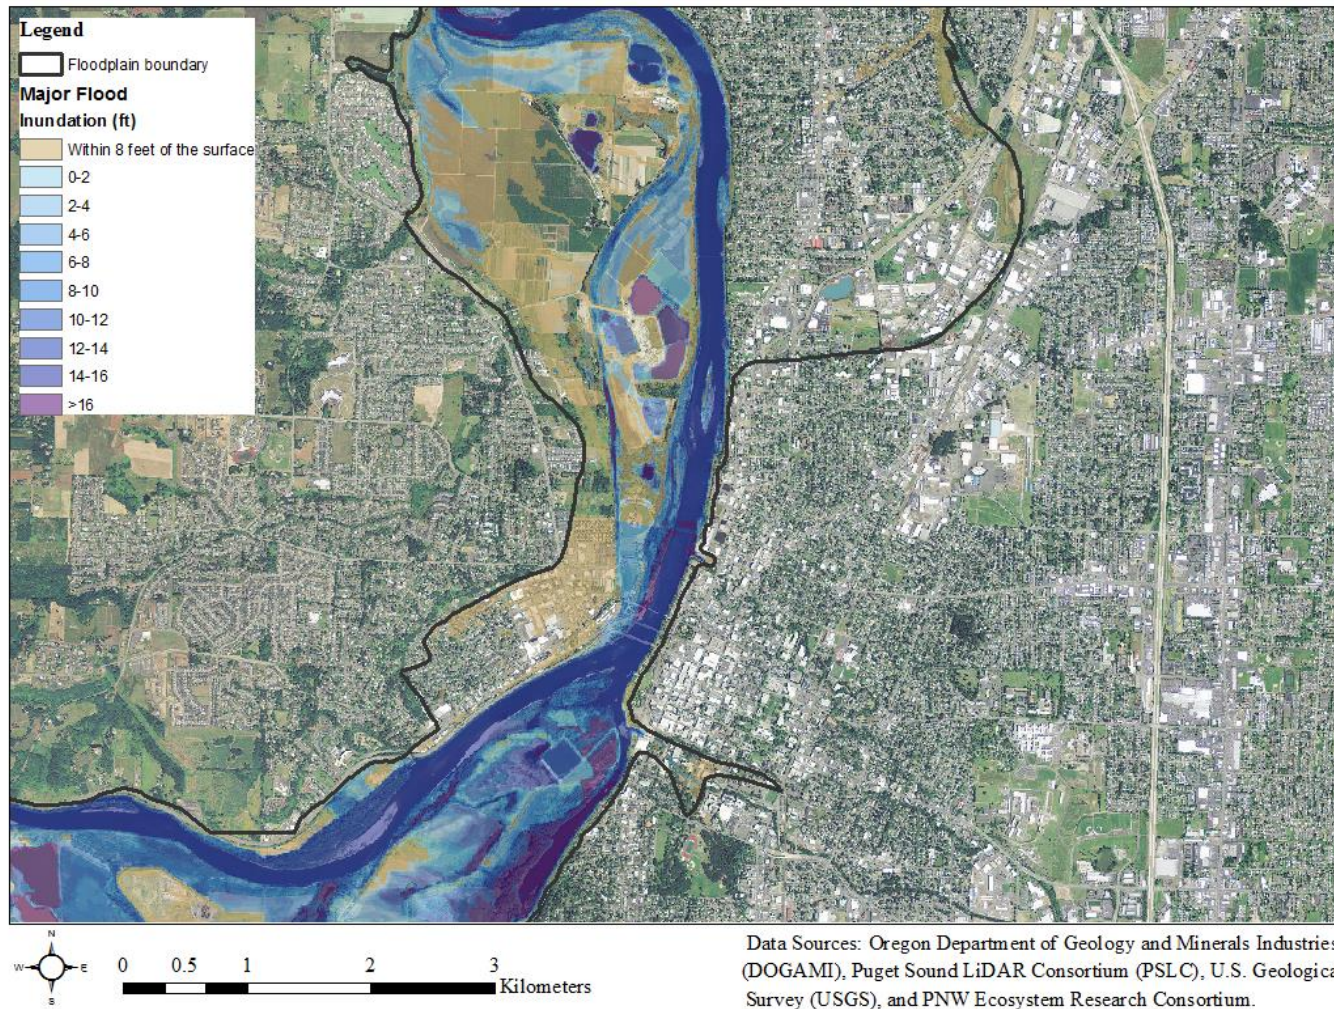 Legend
Floodplain boundary
Major Flood
Inundation (ft)
Within 8 feet of the surface
0-2
2-4
4-6
6-8
8-10
10-12
12-14
14-16
>16
N
W E
S
0 0.5 1 2 3
Kilometers
Data Sources: Oregon Department of Geology and Minerals Industries
(DOGAMI), Puget Sound LiDAR Consortium (PSLC), U.S. Geologica
Survey (USGS), and PNW Ecosystem Research Consortium.